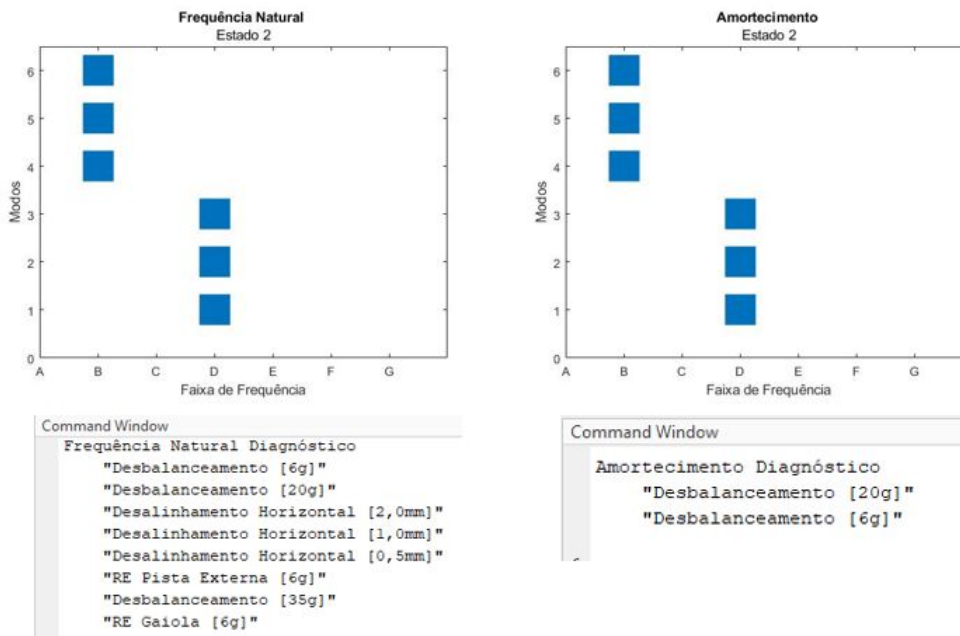 Frequência Natural
Estado 2
6
5
4
3
2
1
0
Modos
A B C D E F G
Faixa de Frequência
Amortecimento
Estado 2
6
5
4
3
2
1
0
Modos
A B C D E F G
Faixa de Frequência
Command Window
Frequência Natural Diagnóstico
"Desbalanceamento [6g]"
"Desbalanceamento [20g]"
"Desalinhamento Horizontal [2,0mm]"
"Desalinhamento Horizontal [1,0mm]"
"Desalinhamento Horizontal [0,5mm]"
"RE Pista Externa [6g]"
"Desbalanceamento [35g]"
"RE Gaiola [6g]"
Command Window
Amortecimento Diagnóstico
"Desbalanceamento [20g]"
"Desbalanceamento [6g]"